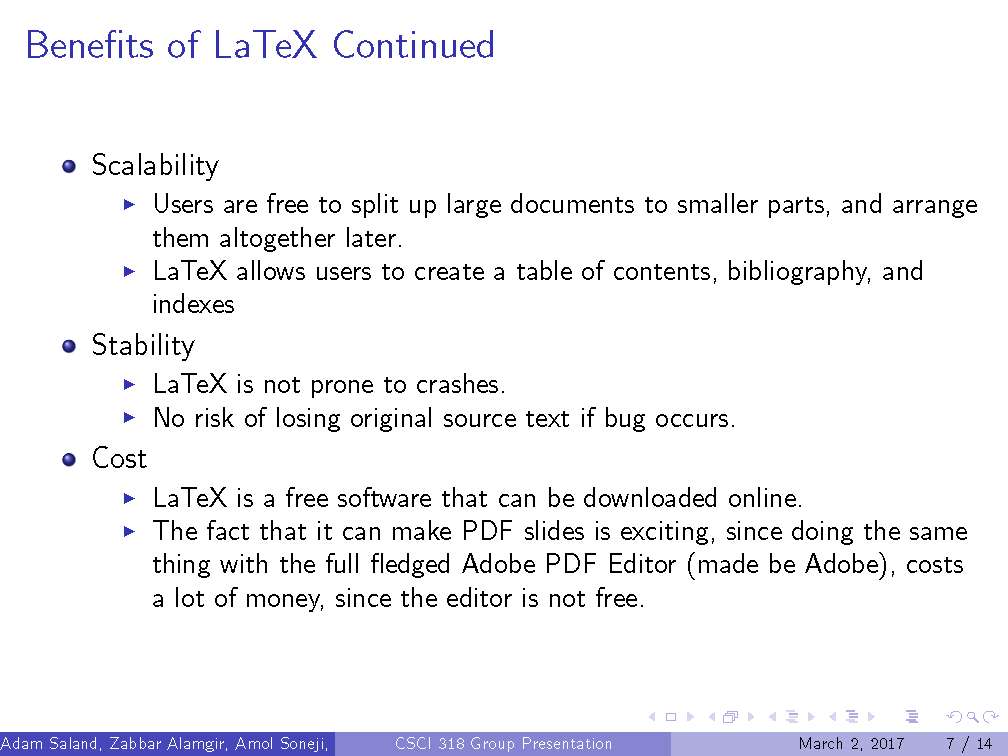 Benefits of LaTeX Continued
Scalability
Users are free to split up large documents to smaller parts, and arrange
them altogether later.
LaTeX allows users to create a table of contents, bibliography, and
indexes
Stability
LaTeX is not prone to crashes.
No risk of losing original source text if bug occurs.
Cost
LaTeX is a free software that can be downloaded online.
The fact that it can make PDF slides is exciting, since doing the same
thing with the full fledged Adobe PDF Editor (made be Adobe), costs
a lot of money, since the editor is not free.
Adam Saland, Zabbar Alamgir, Amol Soneji, CSCI 318 Group Presentation March 2, 2017 7 / 14